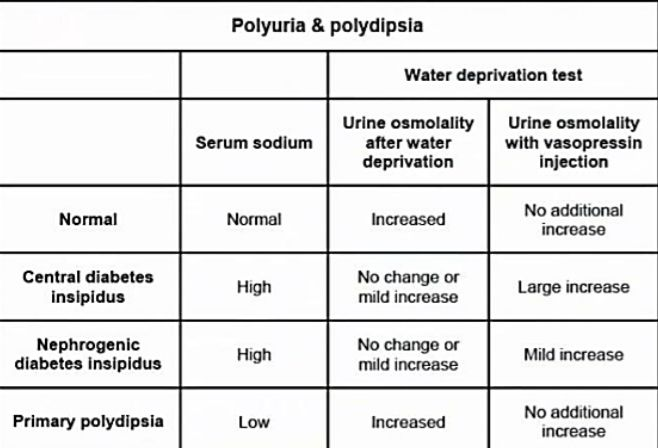 Polyuria & polydipsia
Water deprivation test
Serum sodium
Urine osmolality
after water
deprivation
Urine osmolality
with vasopressin
injection
Normal
Normal
Increased
No additional
increase
Central diabetes
insipidus
High
No change or
mild increase
Large increase
Nephrogenic
diabetes insipidus
High
No change or
mild increase
Mild increase
Primary polydipsia
Low
Increased
No additional
increase